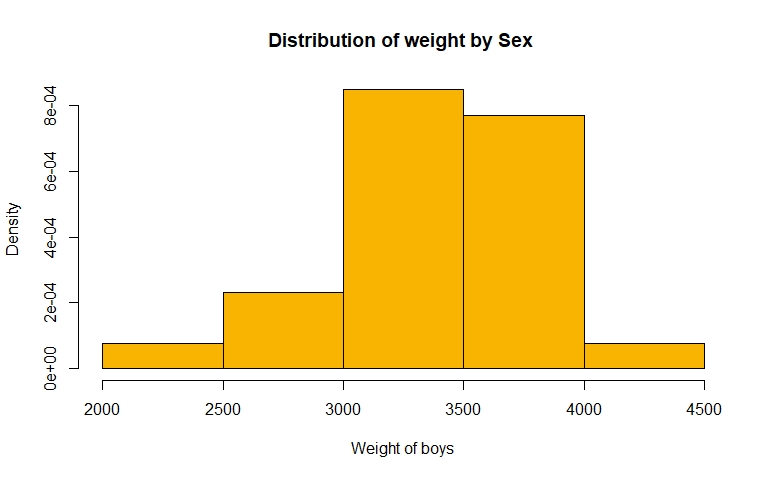 Distribution of weight by Sex
Density
8e-04
6e-04
4e-04
2e-04
0e+00
2000 2500 3000 3500 4000 4500
Weight of boys